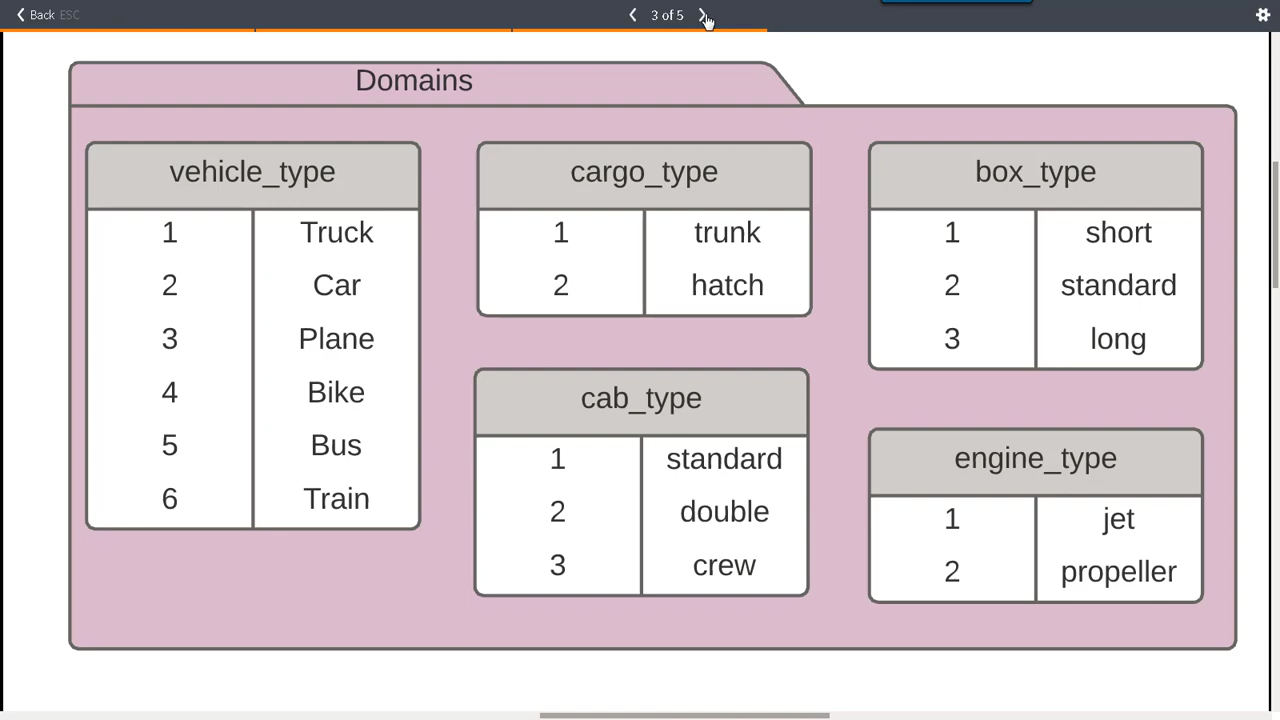 Back ESC
3 of 5
Domains
vehicle_type
1 Truck
2 Car
3 Plane
4 Bike
5 Bus
6 Train
cargo_type
1 trunk
2 hatch
cab_type
1 standard
2 double
3 crew
box_type
1 short
2 standard
3 long
engine_type
1 jet
2 propeller